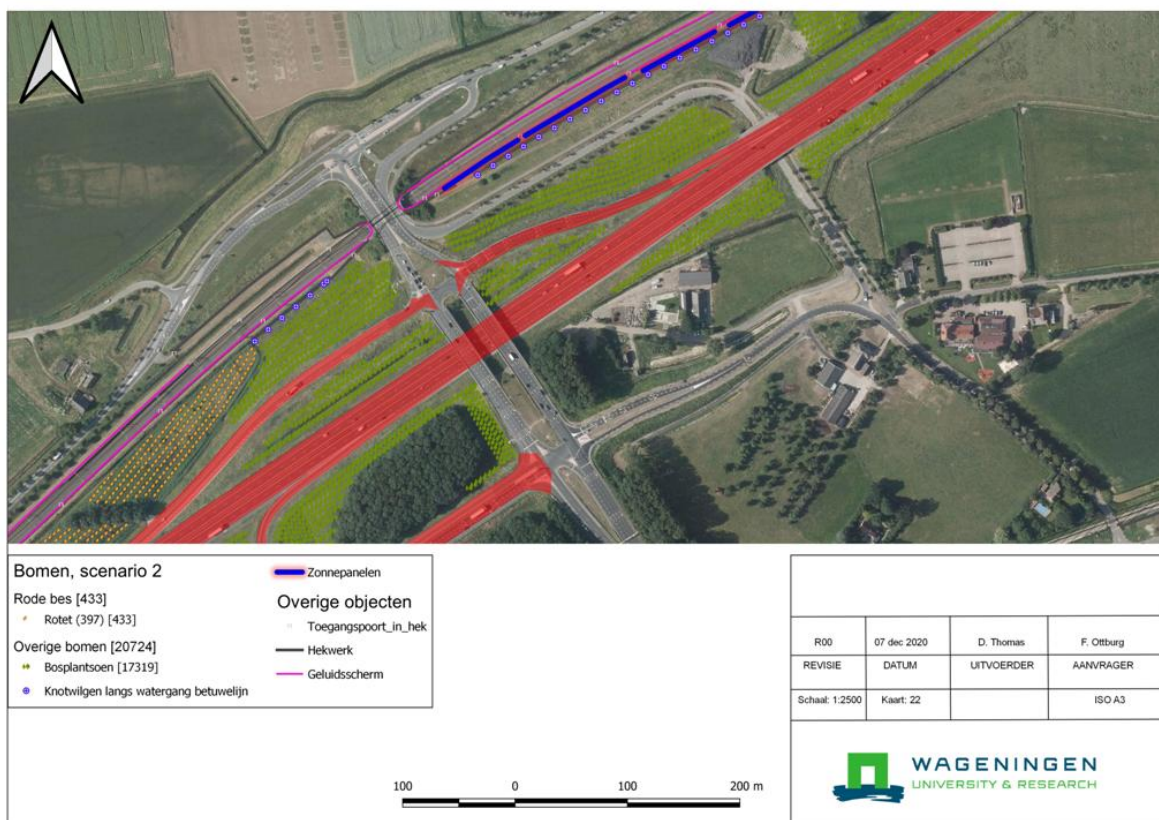 Bomen, scenario 2
Rode bes [433]
Rotet (397) [433]
Overige bomen [20724]
Bosplantsoen [17319]
Knotwilgen langs watergang betuwelijn
Zonnepanelen
Overige objecten
Toegangspoort_in_hek
Hekwerk
Geluidsscherm
R00 07 dec 2020 D. Thomas F. Ottburg
REVISIE DATUM UITVOERDER AANVRAGER
Schaal: 1:2500 Kaart: 22 ISO A3
100 0 100 200 m
WAGENINGEN
UNIVERSITY & RESEARCH